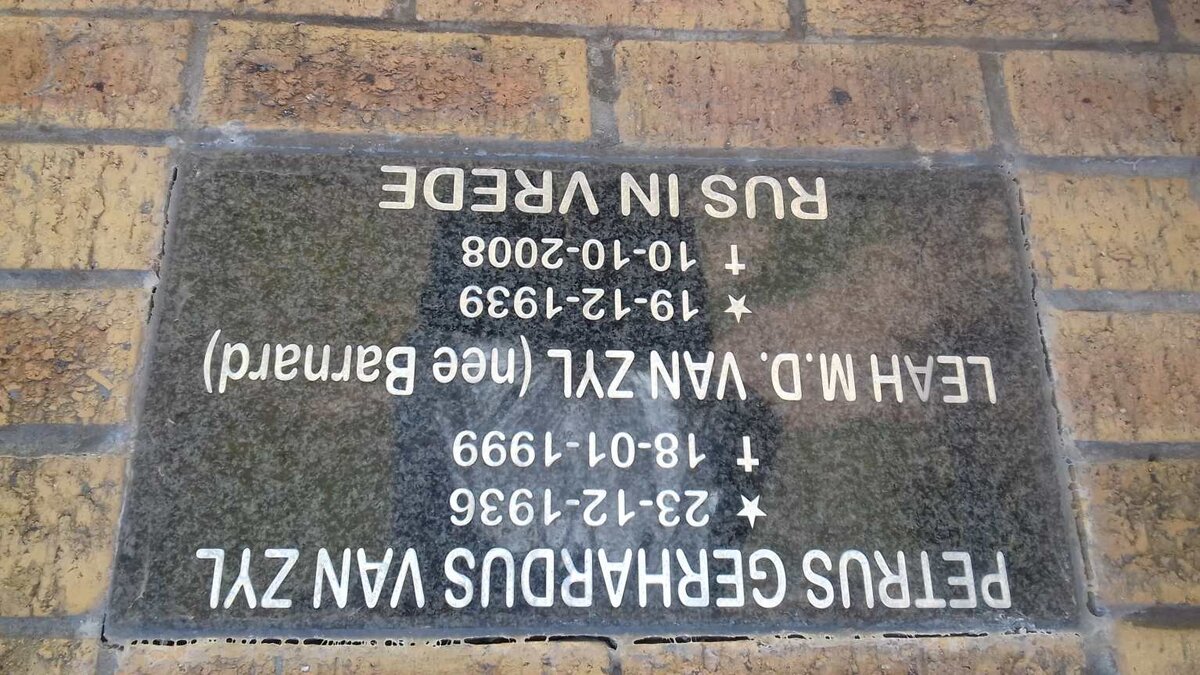 PETRUS GERHARDUS VAN ZYL
★ 23-12-1936
✝ 18-01-1999
LEAH M.D. VAN ZYL (nee Barnard)
★ 19-12-1939
✝ 10-10-2008
RUS IN VREDE